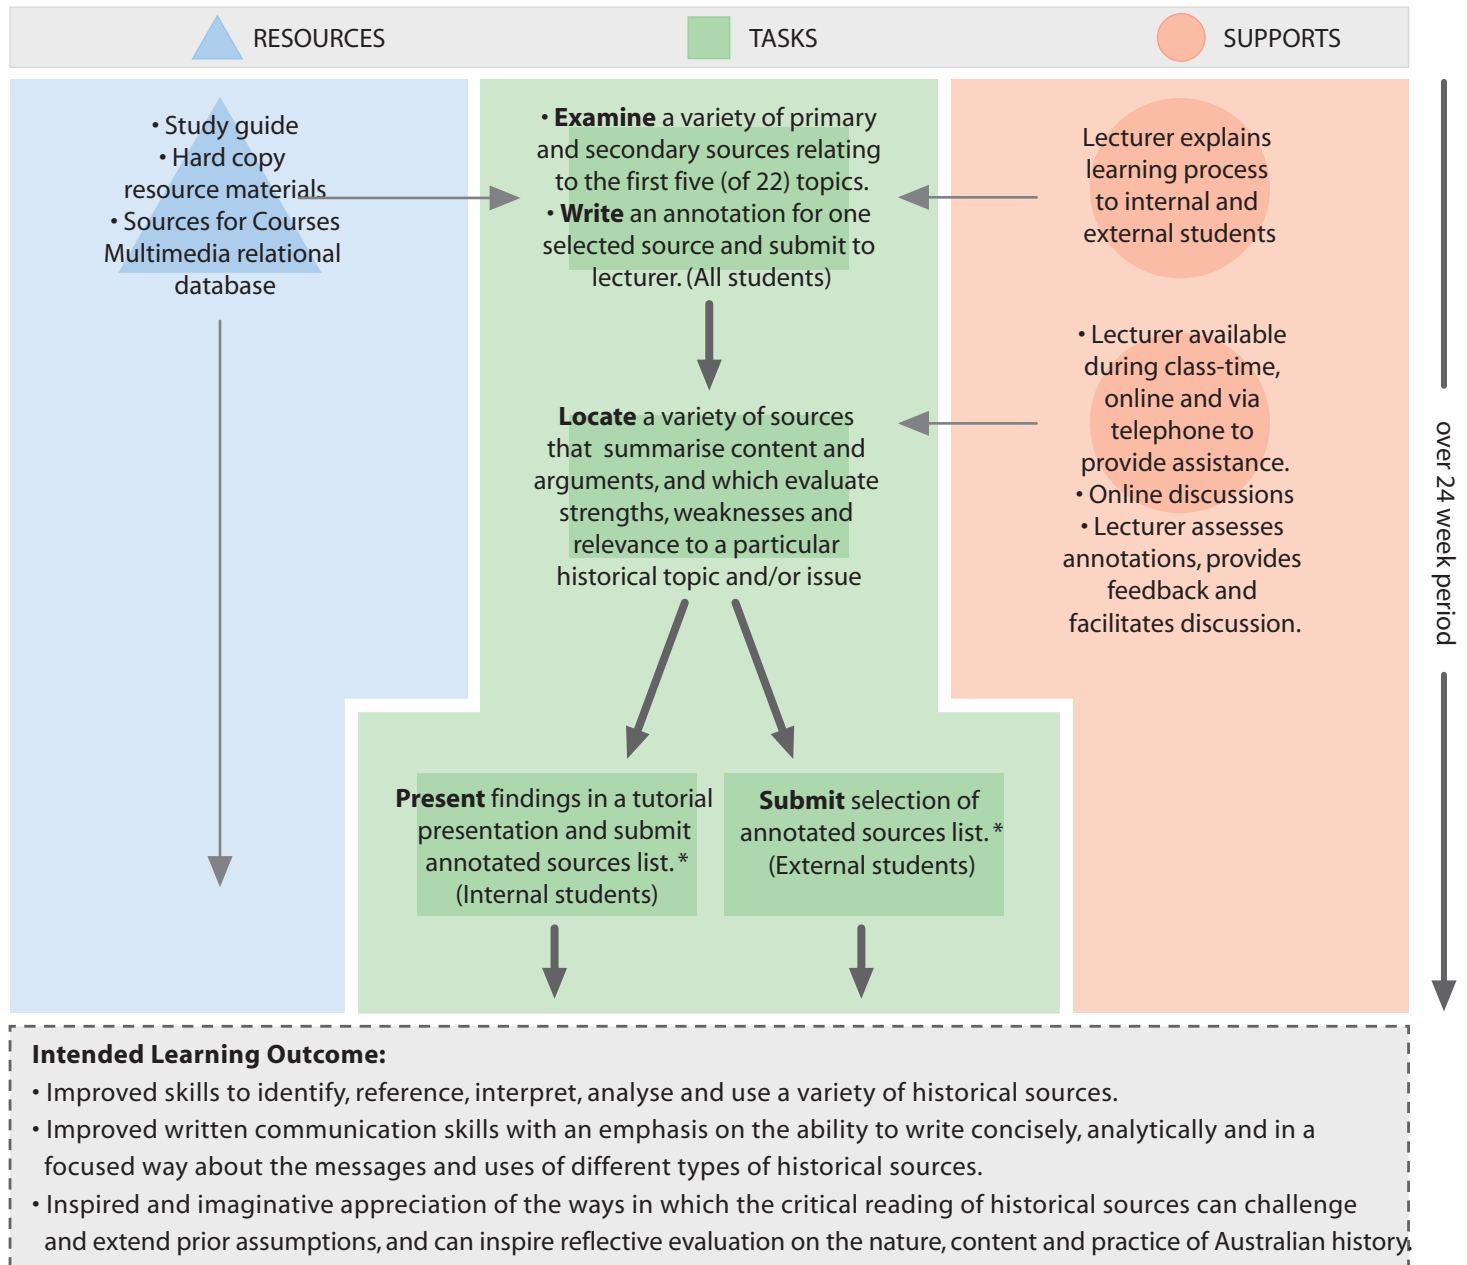 RESOURCES
TASKS
SUPPORTS
• Study guide
• Hard copy
resource materials
• Sources for Courses
Multimedia relational
database
• Examine a variety of primary
and secondary sources relating
to the first five (of 22) topics.
• Write an annotation for one
selected source and submit to
lecturer. (All students)
Locate a variety of sources
that summarise content and
arguments, and which evaluate
strengths, weaknesses and
relevance to a particular
historical topic and/or issue
Present findings in a tutorial
presentation and submit
annotated sources list. *
(Internal students)
Submit selection of
annotated sources list. *
(External students)
Lecturer explains
learning process
to internal and
external students
• Lecturer available
during class-time,
online and via
telephone to
provide assistance.
• Online discussions
• Lecturer assesses
annotations, provides
feedback and
facilitates discussion.
over 24 week period
Intended Learning Outcome:
• Improved skills to identify, reference, interpret, analyse and use a variety of historical sources.
• Improved written communication skills with an emphasis on the ability to write concisely, analytically and in a
focused way about the messages and uses of different types of historical sources.
• Inspired and imaginative appreciation of the ways in which the critical reading of historical sources can challenge
and extend prior assumptions, and can inspire reflective evaluation on the nature, content and practice of Australian history.